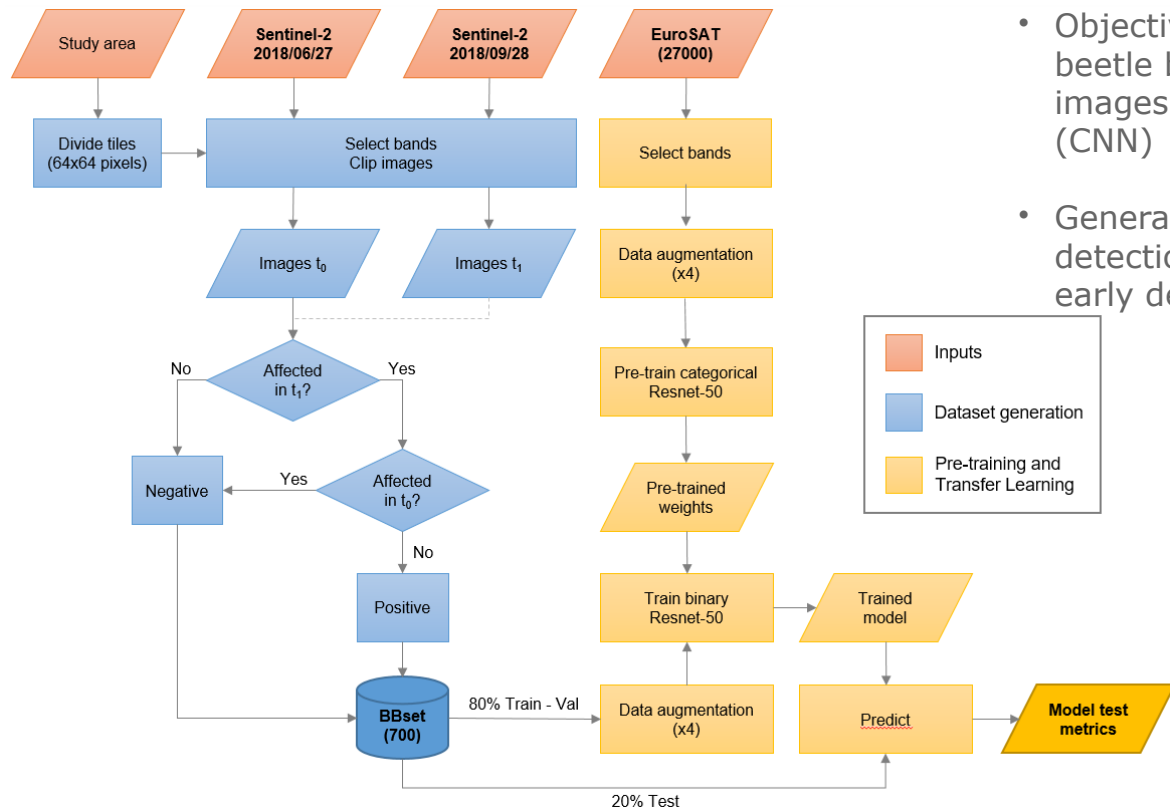 Study area
Sentinel-2
2018/06/27
Sentinel-2
2018/09/28
EuroSAT
(27000)
Divide tiles
(64x64 pixels)
Select bands
Clip images
Select bands
Images t₀
Images t₁
Data augmentation
(x4)
No
Affected
in t₁?
Yes
Pre-train categorical
Resnet-50
Negative
Yes
Affected
in t₀?
Pre-trained
weights
No
Positive
Train binary
Resnet-50
Trained
model
BBset
(700)
80% Train - Val
Data augmentation
(x4)
Predict
Model test
metrics
20% Test
Inputs
Dataset generation
Pre-training and
Transfer Learning
•
beetle
images
(CNN)
•
detectio
early de